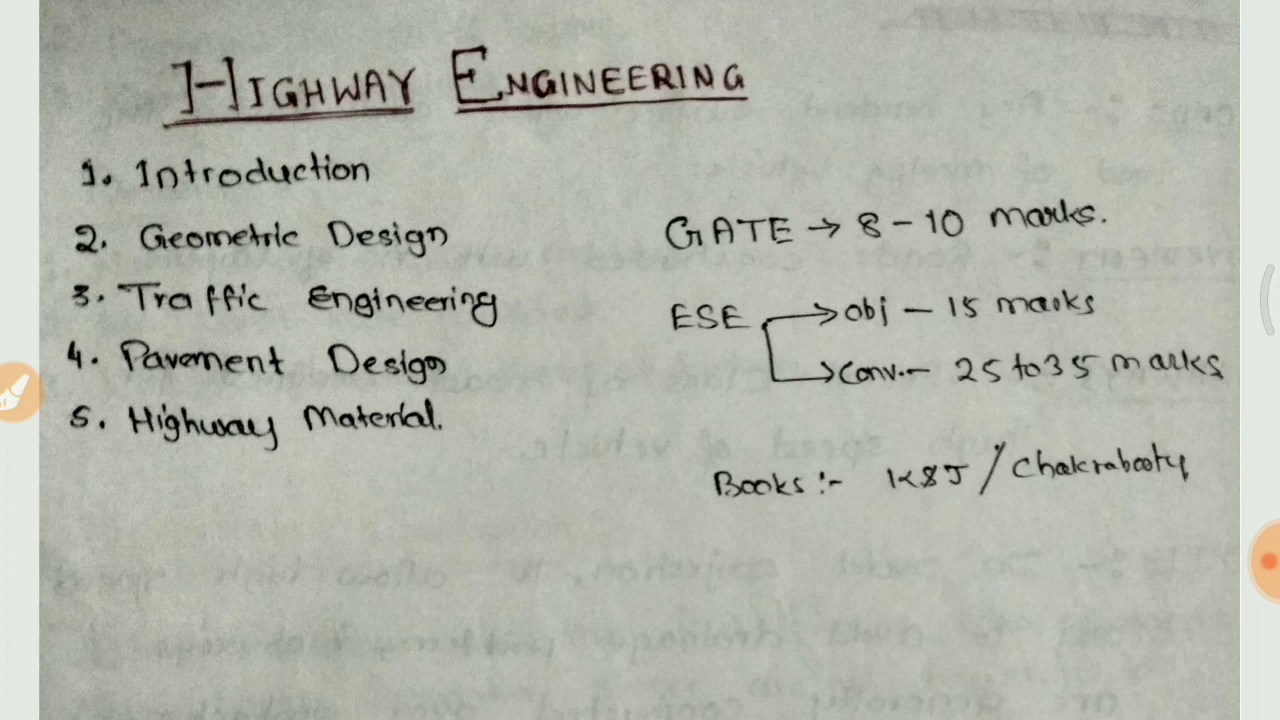 HIGHWAY ENGINEERING
1. Introduction
2. Geometric Design
3. Traffic Engineering
4. Pavement Design
5. Highway Material.
GATE → 8 - 10 marks.
ESE → obj - 15 marks
→ conv.- 25 to 35 marks
Books :- K&J / Chakrabooty